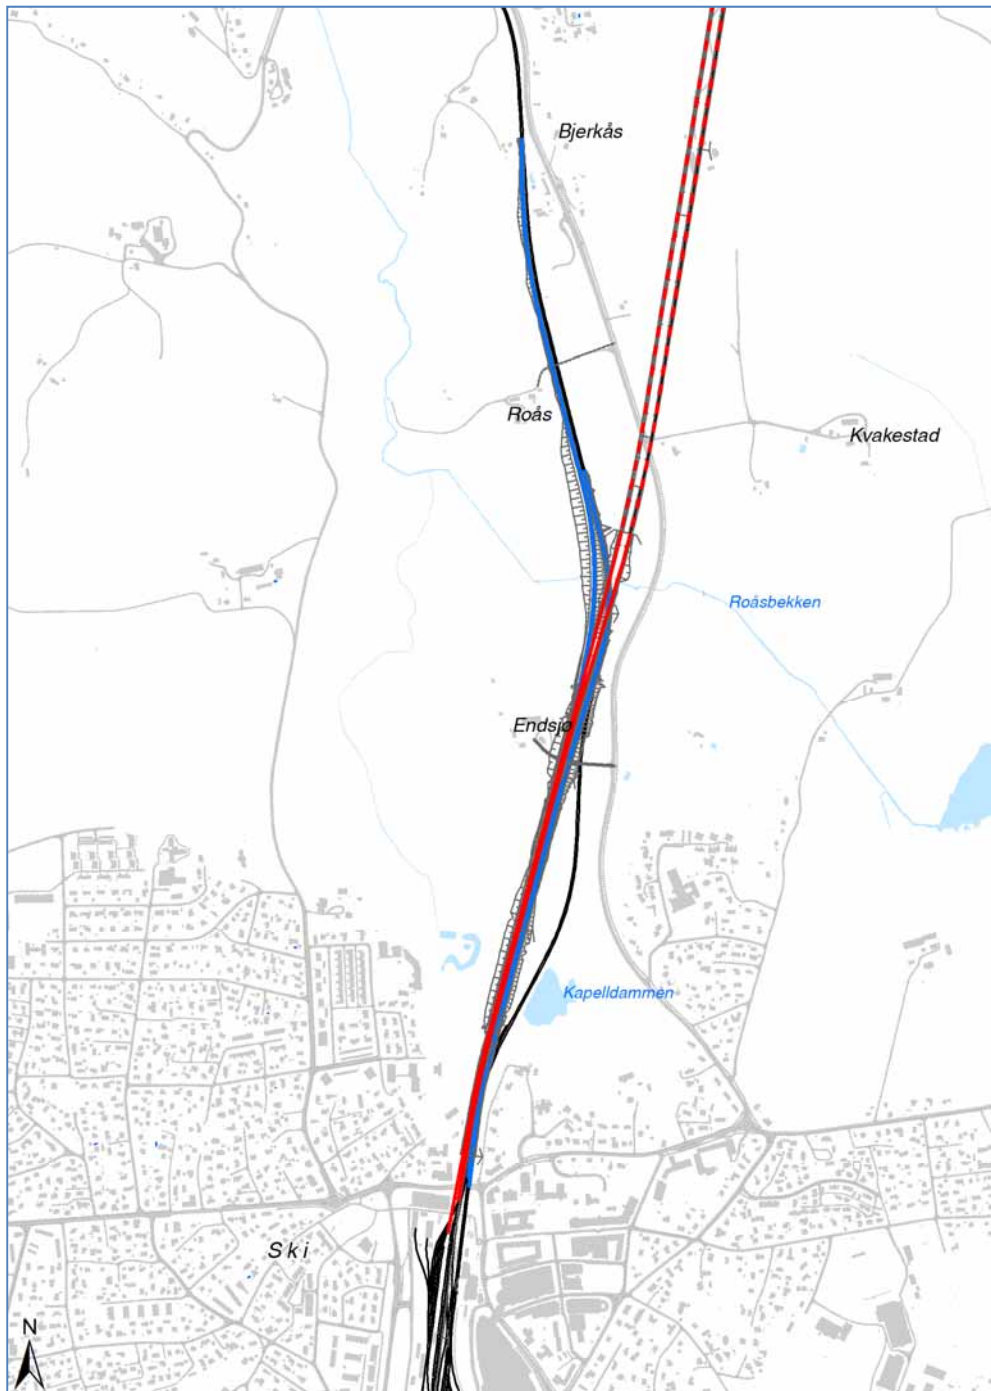 Bjerkås
Roås
Kvakestad
Roåsbekken
Endsjø
Kapelldammen
Ski
N